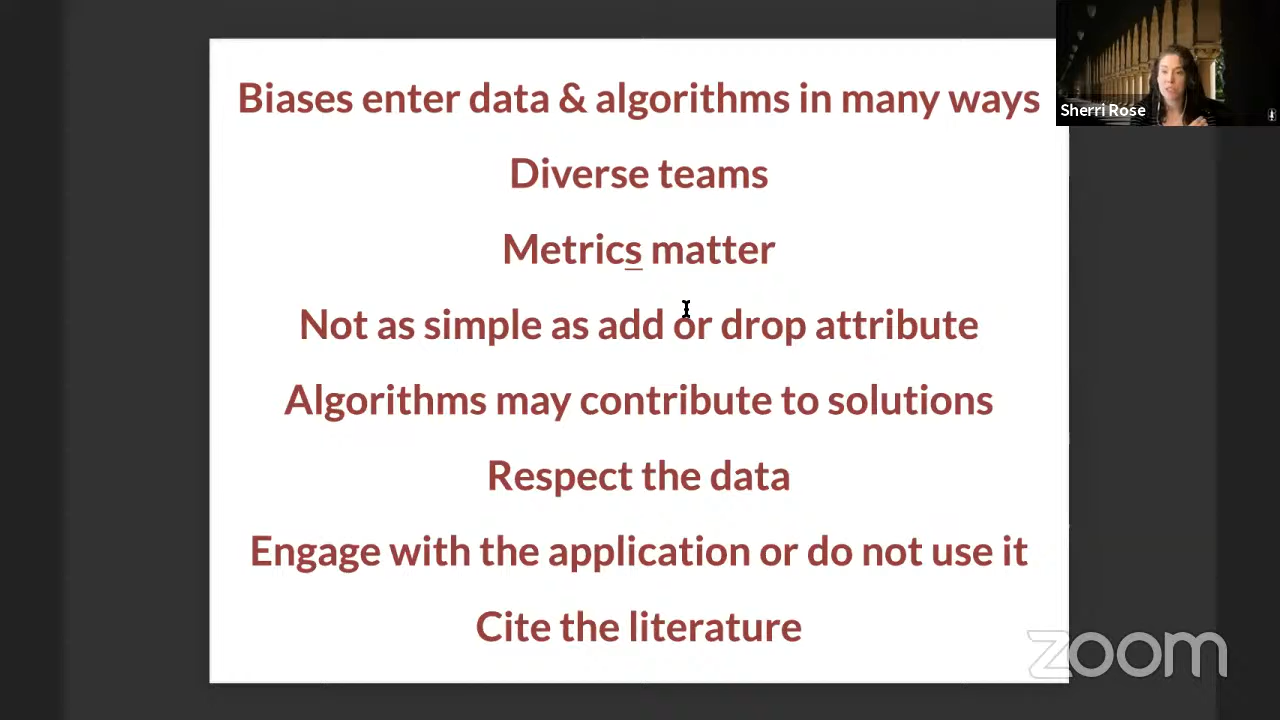 Biases enter data & algorithms in many ways
Sherri Rose
Diverse teams
Metrics matter
Not as simple as add or drop attribute
Algorithms may contribute to solutions
Respect the data
Engage with the application or do not use it
Cite the literature
zoom